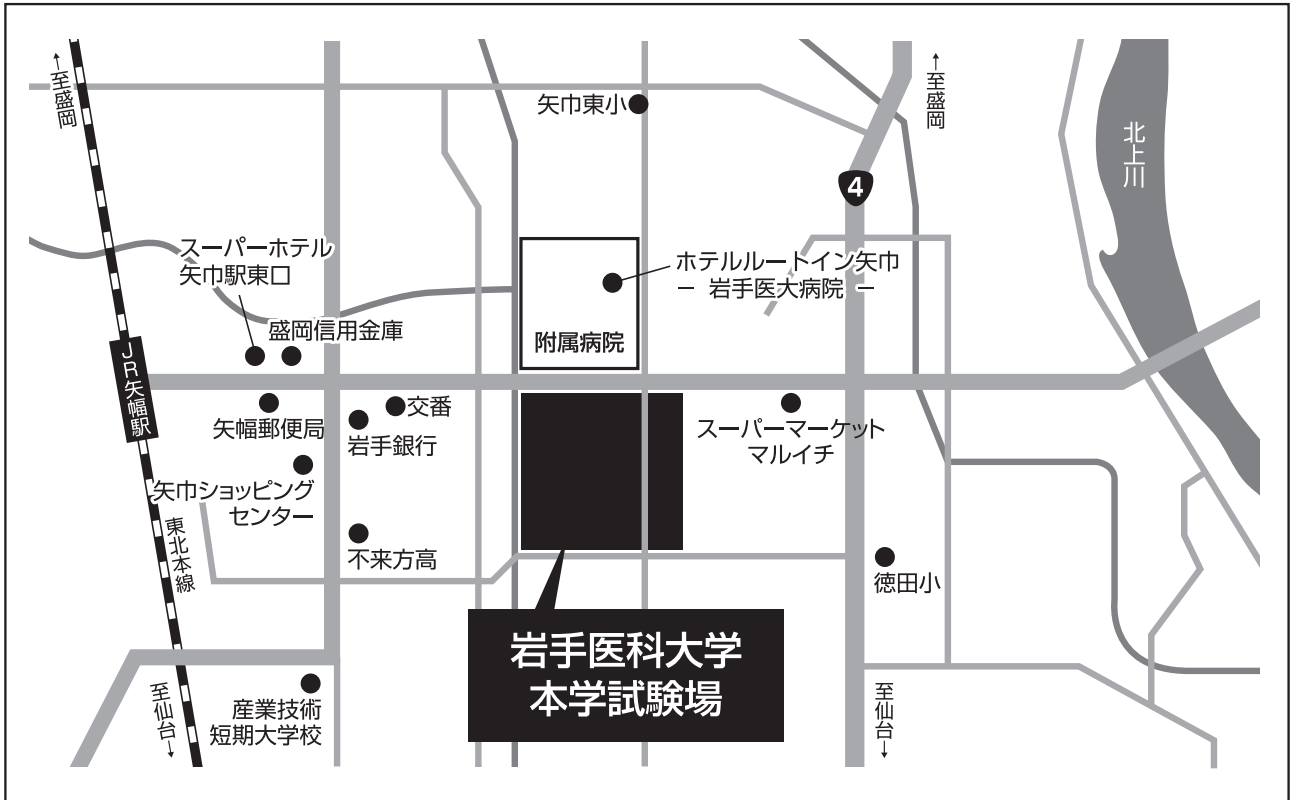 ←至盛岡
矢巾東小
←至盛岡
北上川
4
スーパーホテル
矢巾駅東口
ホテルルートイン矢巾
− 岩手医大病院 −
盛岡信用金庫
附属病院
JR矢幅駅
矢幅郵便局
交番
岩手銀行
スーパーマーケット
マルイチ
矢巾ショッピング
センター
東北本線
不来方高
徳田小
岩手医科大学
本学試験場
至仙台→
産業技術
短期大学校
至仙台→